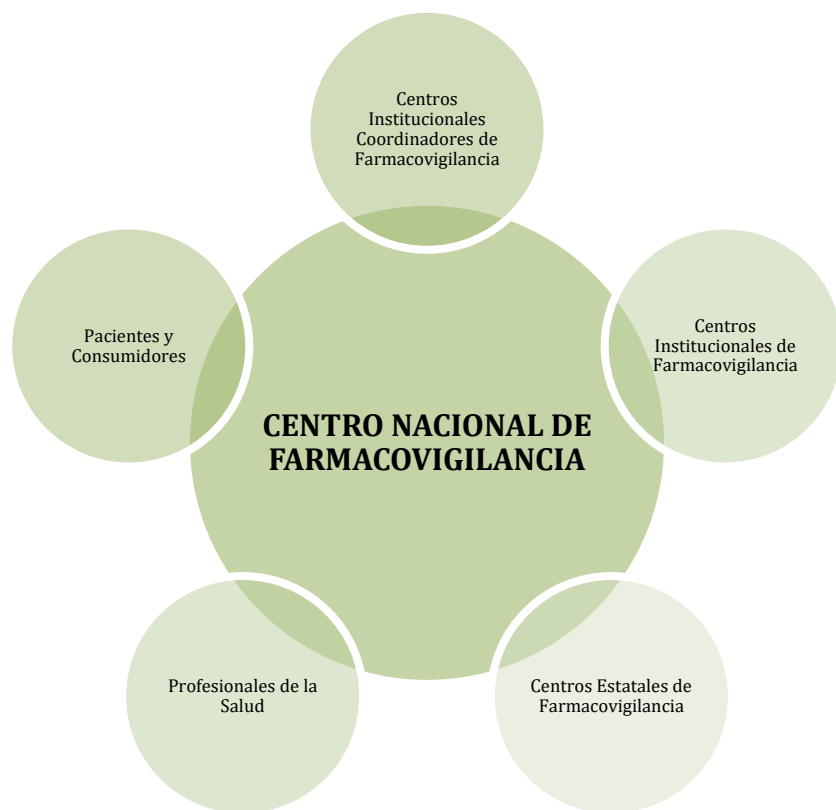 Centros
Institucionales
Coordinadores de
Farmacovigilancia
Pacientes y
Consumidores
Centros
Institucionales de
Farmacovigilancia
CENTRO NACIONAL DE
FARMACOVIGILANCIA
Profesionales de la
Salud
Centros Estatales de
Farmacovigilancia